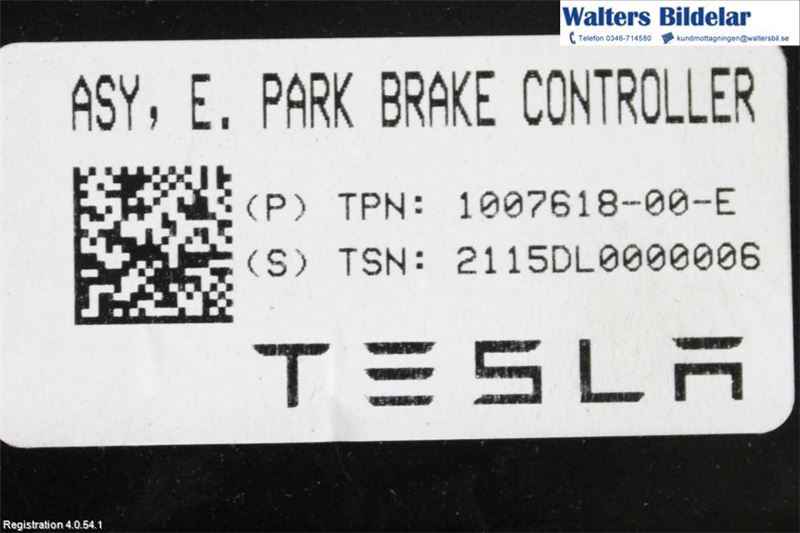 Walters Bildelar
Telefon 0346-714580 kundmottagningen@waltersbil.se
ASY, E. PARK BRAKE CONTROLLER
(P) TPN: 1007618-00-E
(S) TSN: 2115DL0000006
TESLA
Registration 4.0.54.1